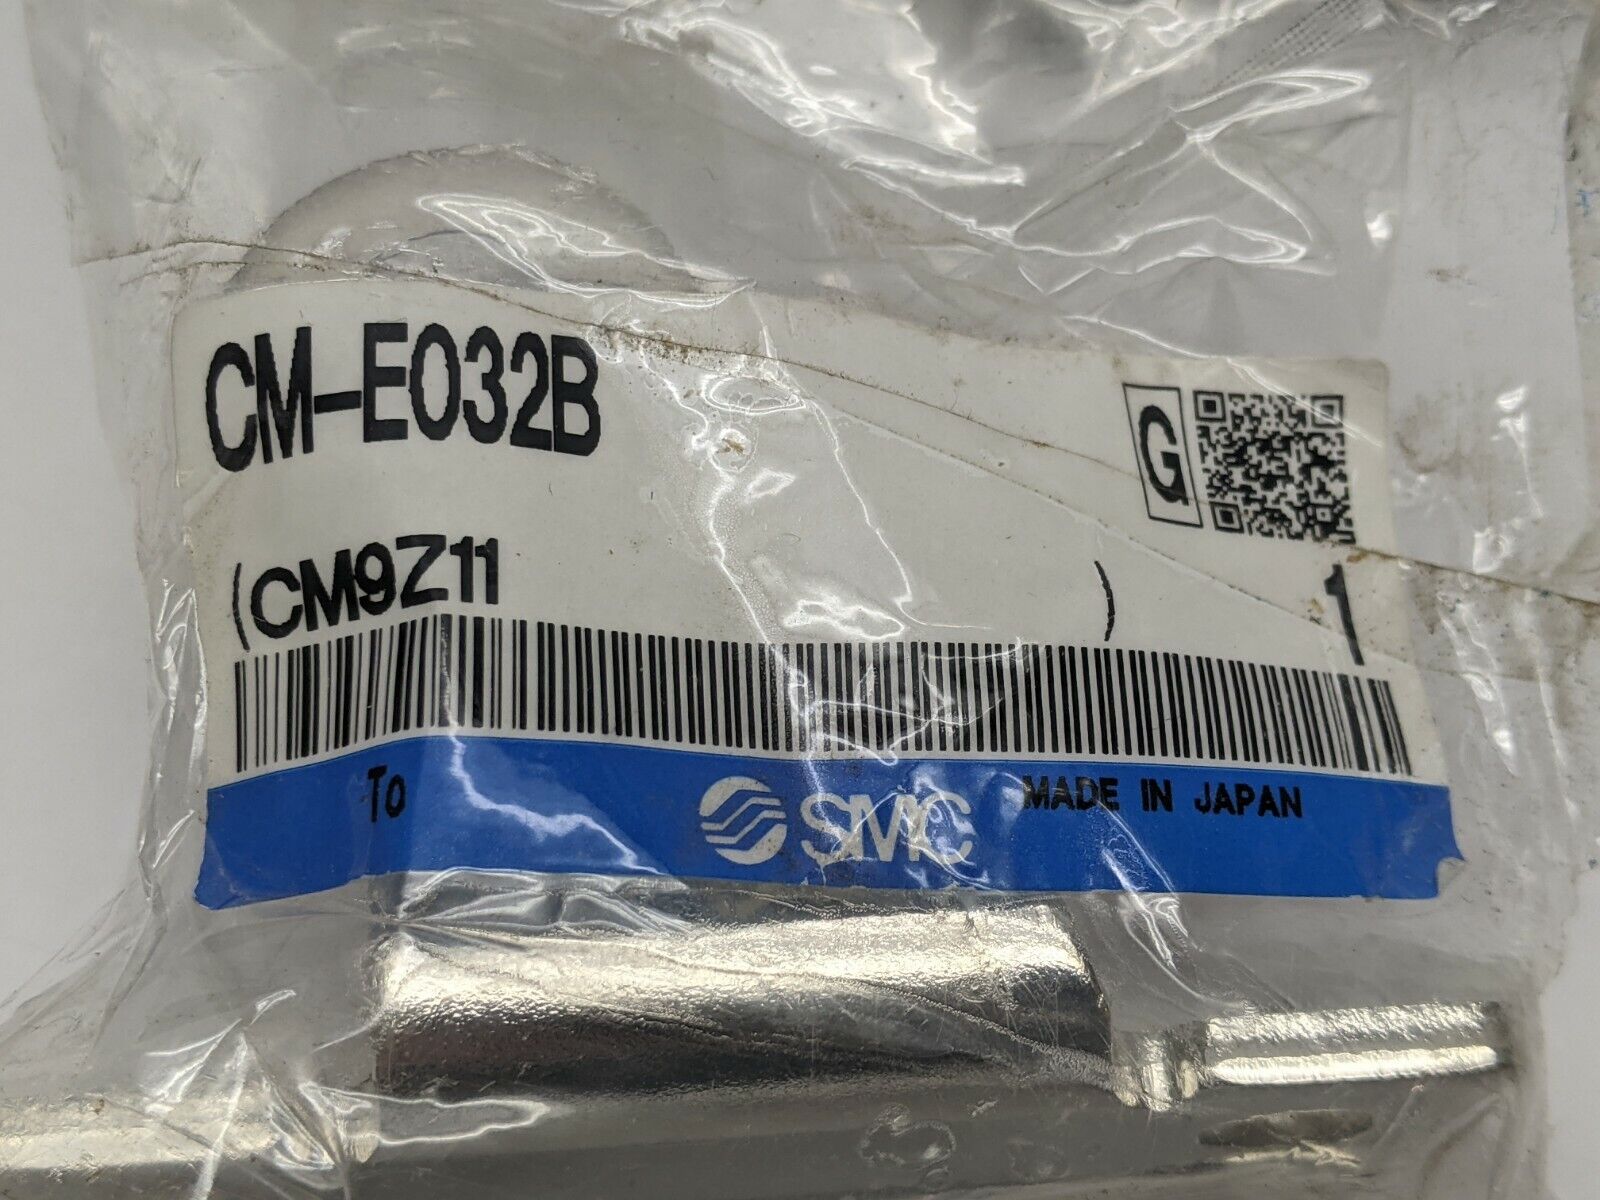 CM-E032B
G
(CM9Z11 )
1
To
SMC
MADE IN JAPAN